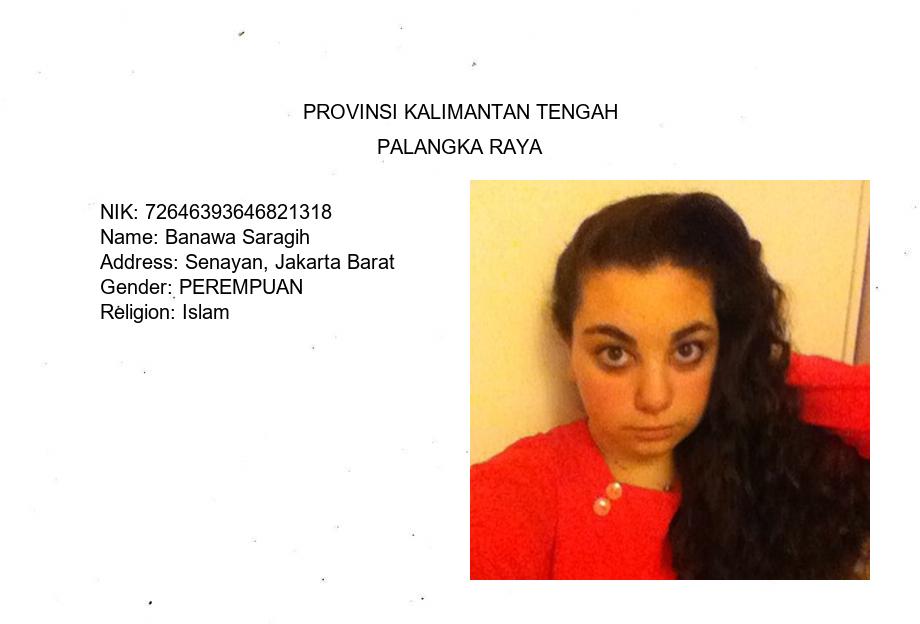 PROVINSI KALIMANTAN TENGAH
PALANGKA RAYA
NIK: 72646393646821318
Name: Banawa Saragih
Address: Senayan, Jakarta Barat
Gender: PEREMPUAN
Religion: Islam